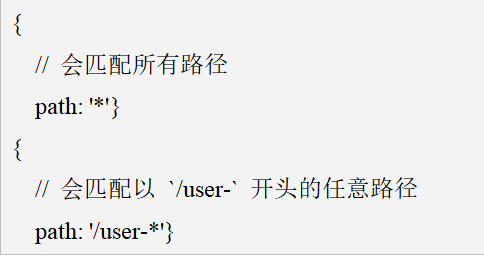 {
// 会匹配所有路径
path: '*'}
{
// 会匹配以 `/user-` 开头的任意路径
path: '/user-*'}